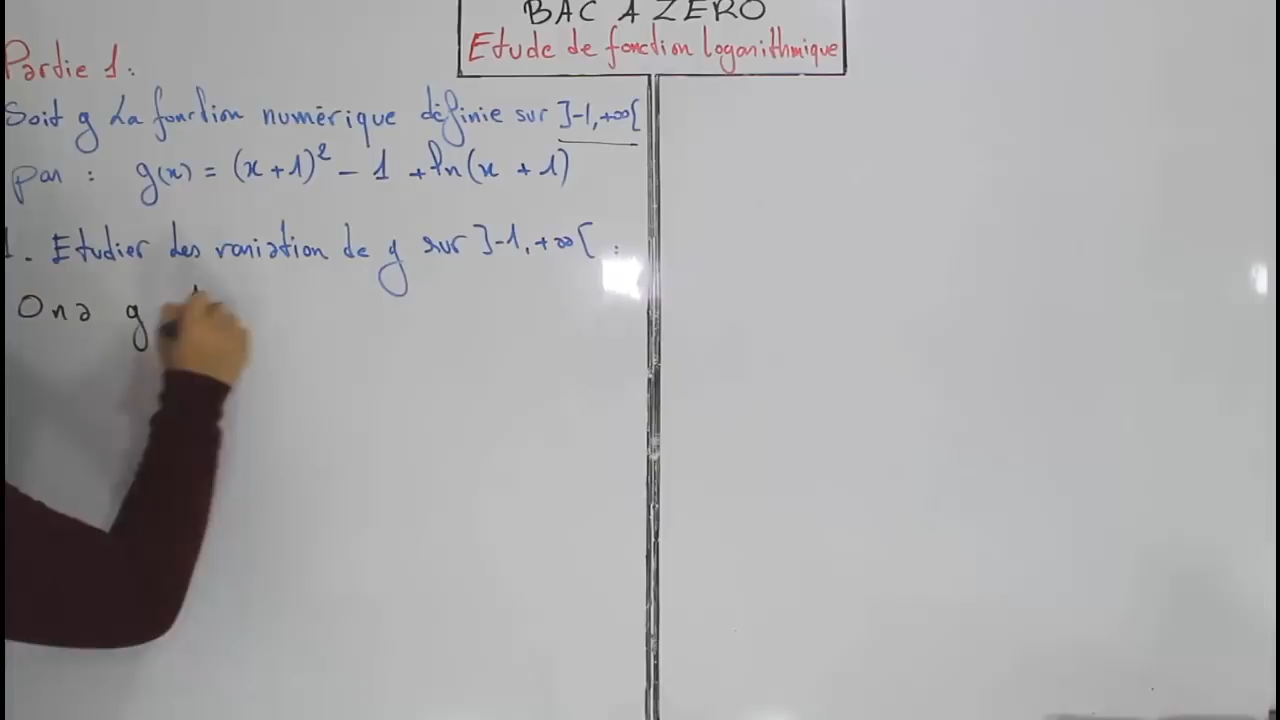 BAC A ZERO
Etude de fonction logarithmique
Partie 1:
Soit g la fonction numérique définie sur ]-1,+∞[
par : g(x) = (x+1)² - 1 + ln(x + 1)
1. Etudier les variation de g sur ]-1,+∞[ :
Ona g